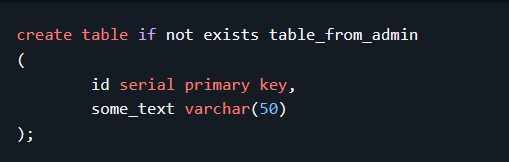 create table if not exists table_from_admin
(
        id serial primary key,
        some_text varchar(50)
);